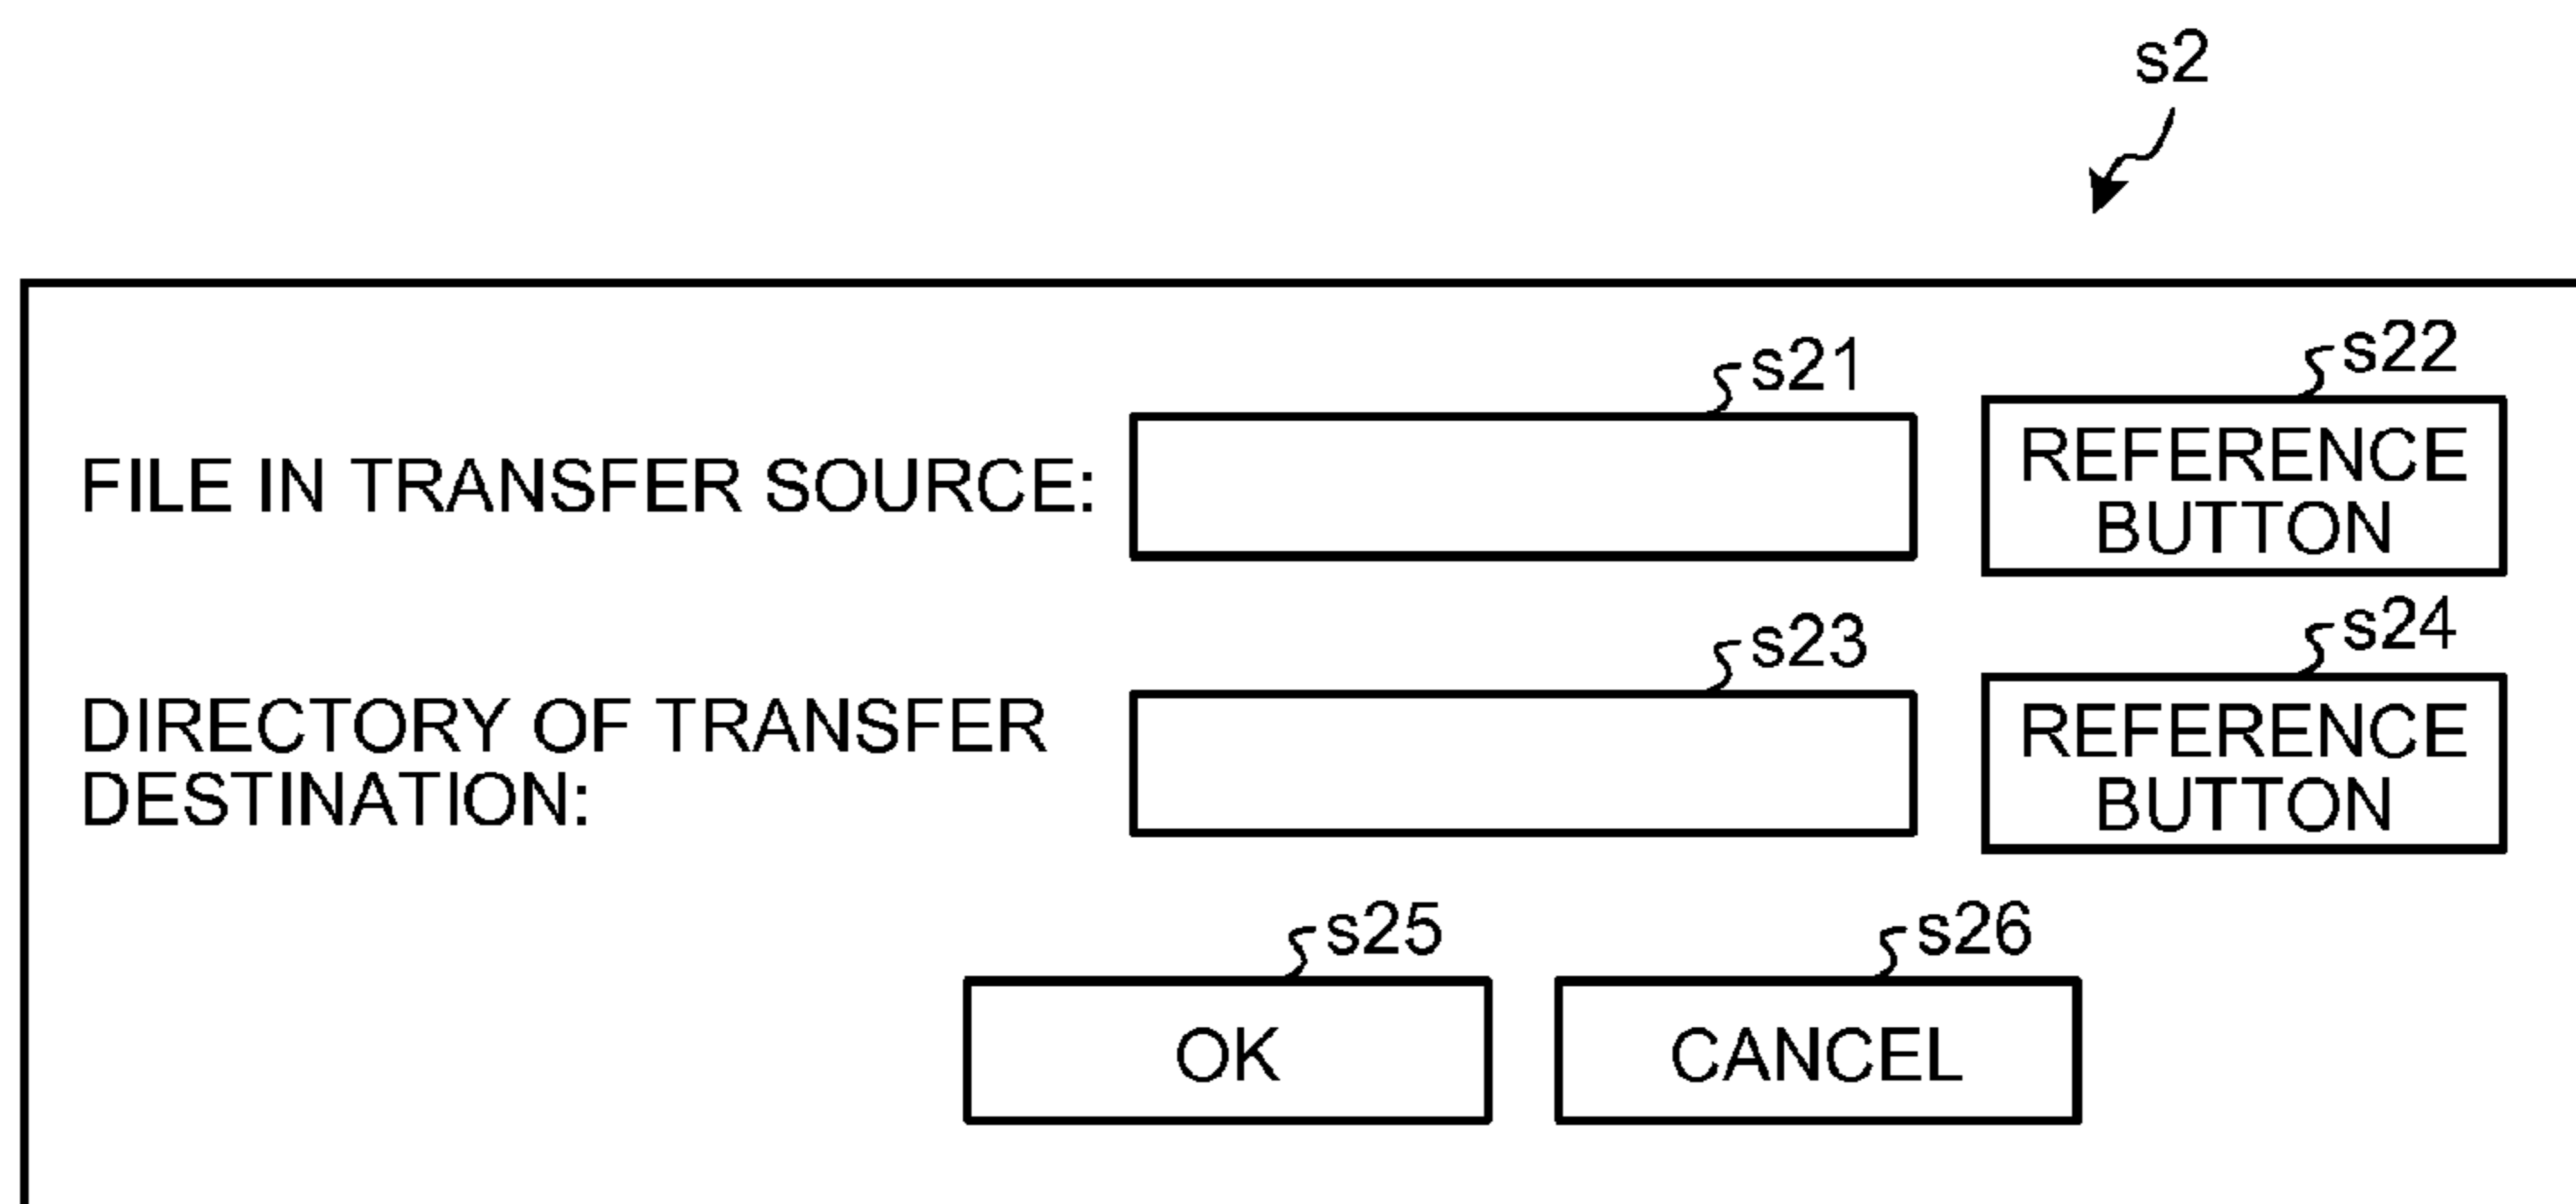 s2
s21
s22
FILE IN TRANSFER SOURCE:
REFERENCE
BUTTON
s23
s24
DIRECTORY OF TRANSFER
DESTINATION:
REFERENCE
BUTTON
s25
s26
OK
CANCEL